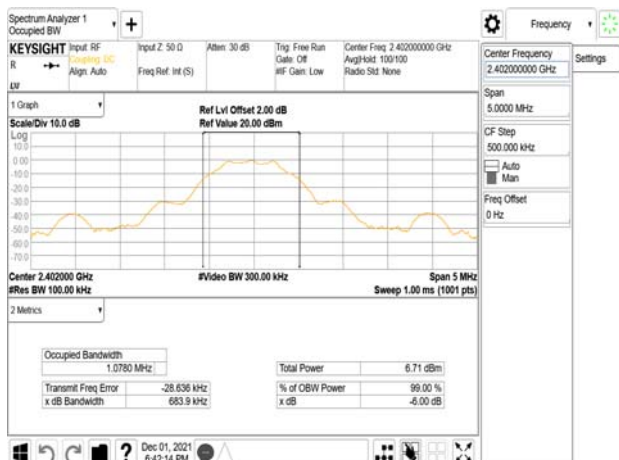 Spectrum Analyzer 1
Occupied BW
Frequency
KEYSIGHT Input: RF Input Z: 50 Ω Atten: 30 dB Trig: Free Run Center Freq: 2.402000000 GHz
R Coupling: DC Gate: Off Avg|Hold: 100/100
Align: Auto Freq Ref: Int (S) #IF Gain: Low Radio Std: None
Center Frequency
2.402000000 GHz
Settings
Span
5.0000 MHz
CF Step
500.000 kHz
Auto
Man
Freq Offset
0 Hz
1 Graph
Ref Lvl Offset 2.00 dB
Scale/Div 10.0 dB Ref Value 20.00 dBm
Log
10.0
0.00
-10.0
-20.0
-30.0
-40.0
-50.0
-60.0
-70.0
Center 2.402000 GHz #Video BW 300.00 kHz Span 5 MHz
#Res BW 100.00 kHz Sweep 1.00 ms (1001 pts)
2 Metrics
Occupied Bandwidth
1.0780 MHz Total Power 6.71 dBm
Transmit Freq Error -28.636 kHz % of OBW Power 99.00 %
x dB Bandwidth 683.9 kHz x dB -6.00 dB
Dec 01, 2021
6:42:14 PM